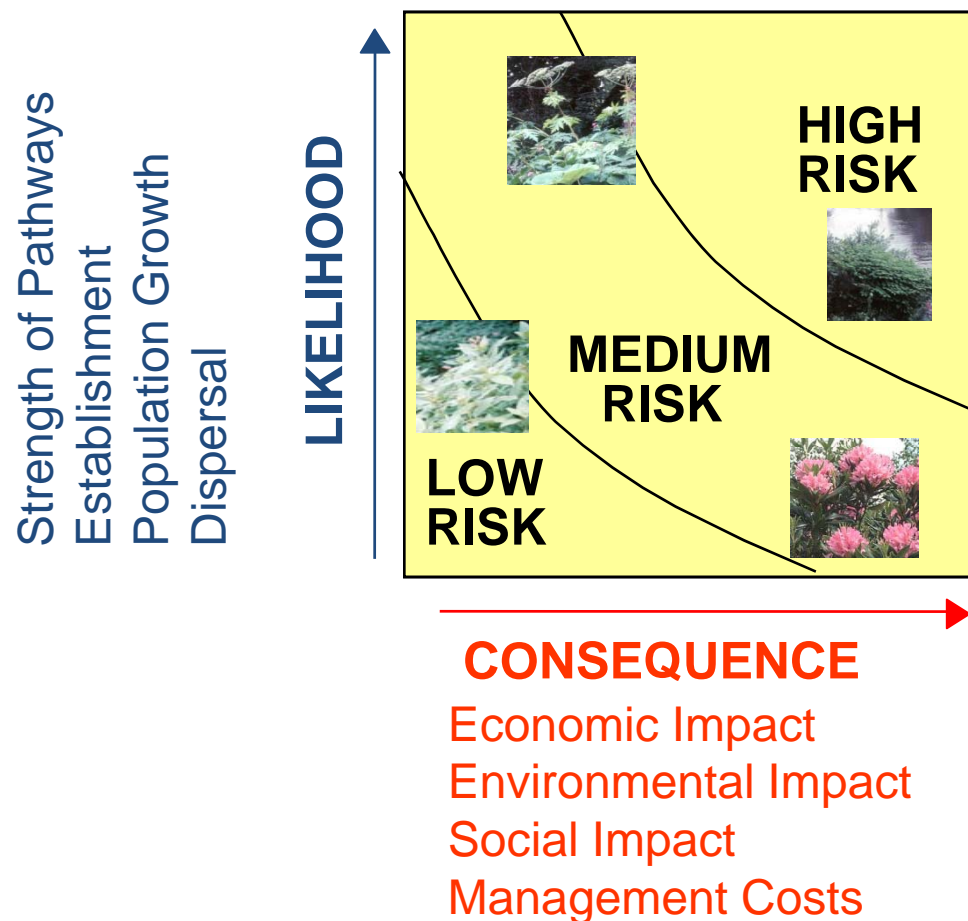 Strength of Pathways
Establishment
Population Growth
Dispersal
LIKELIHOOD
HIGH
RISK
MEDIUM
RISK
LOW
RISK
CONSEQUENCE
Economic Impact
Environmental Impact
Social Impact
Management Costs